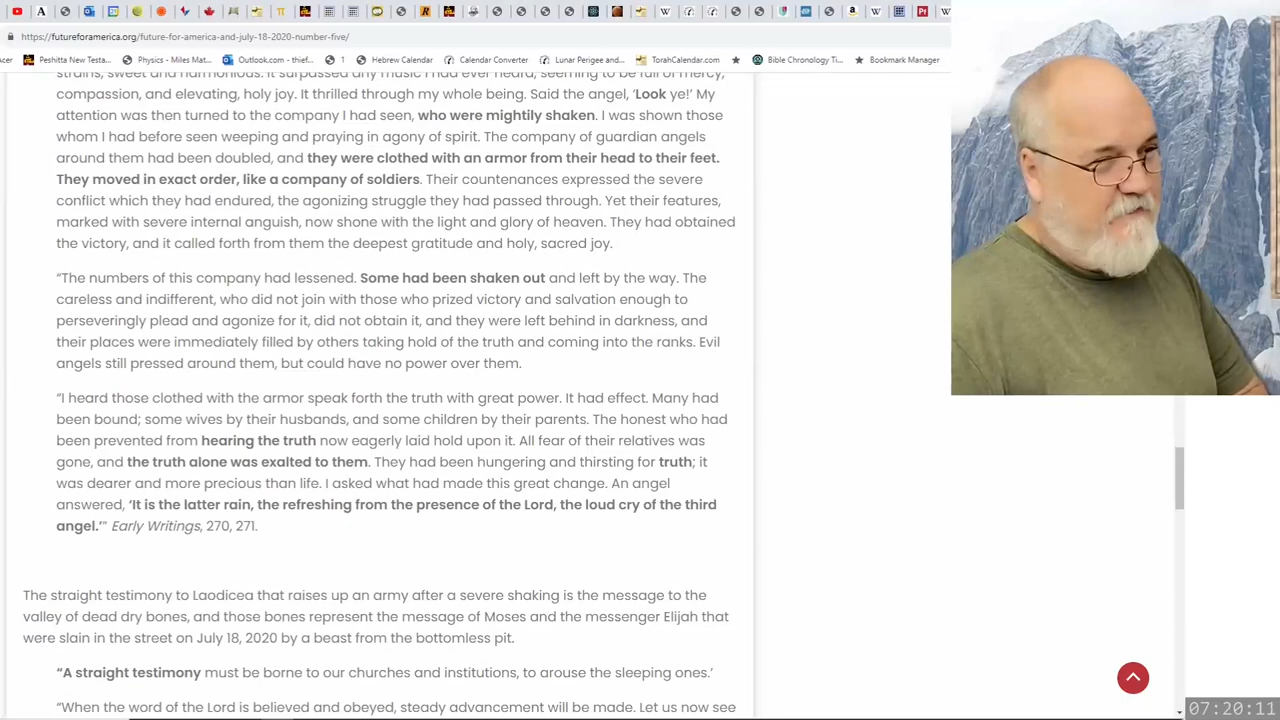 https://futureforamerica.org/future-for-america-and-july-18-2020-number-five/
Peshitta New Testa...
Physics - Miles Mat...
Outlook.com - thief...
1
Hebrew Calendar
Calendar Converter
Lunar Perigee and...
TorahCalendar.com
Bible Chronology Ti...
Bookmark Manager
strains, sweet and harmonious. It surpassed any music I had ever heard, seeming to be full of mercy,
compassion, and elevating, holy joy. It thrilled through my whole being. Said the angel, ‘Look ye!’ My
attention was then turned to the company I had seen, who were mightily shaken. I was shown those
whom I had before seen weeping and praying in agony of spirit. The company of guardian angels
around them had been doubled, and they were clothed with an armor from their head to their feet.
They moved in exact order, like a company of soldiers. Their countenances expressed the severe
conflict which they had endured, the agonizing struggle they had passed through. Yet their features,
marked with severe internal anguish, now shone with the light and glory of heaven. They had obtained
the victory, and it called forth from them the deepest gratitude and holy, sacred joy.
“The numbers of this company had lessened. Some had been shaken out and left by the way. The
careless and indifferent, who did not join with those who prized victory and salvation enough to
perseveringly plead and agonize for it, did not obtain it, and they were left behind in darkness, and
their places were immediately filled by others taking hold of the truth and coming into the ranks. Evil
angels still pressed around them, but could have no power over them.
“I heard those clothed with the armor speak forth the truth with great power. It had effect. Many had
been bound; some wives by their husbands, and some children by their parents. The honest who had
been prevented from hearing the truth now eagerly laid hold upon it. All fear of their relatives was
gone, and the truth alone was exalted to them. They had been hungering and thirsting for truth; it
was dearer and more precious than life. I asked what had made this great change. An angel
answered, ‘It is the latter rain, the refreshing from the presence of the Lord, the loud cry of the third
angel.’” Early Writings, 270, 271.
The straight testimony to Laodicea that raises up an army after a severe shaking is the message to the
valley of dead dry bones, and those bones represent the message of Moses and the messenger Elijah that
were slain in the street on July 18, 2020 by a beast from the bottomless pit.
“A straight testimony must be borne to our churches and institutions, to arouse the sleeping ones.’
“When the word of the Lord is believed and obeyed, steady advancement will be made. Let us now see
07:20:11